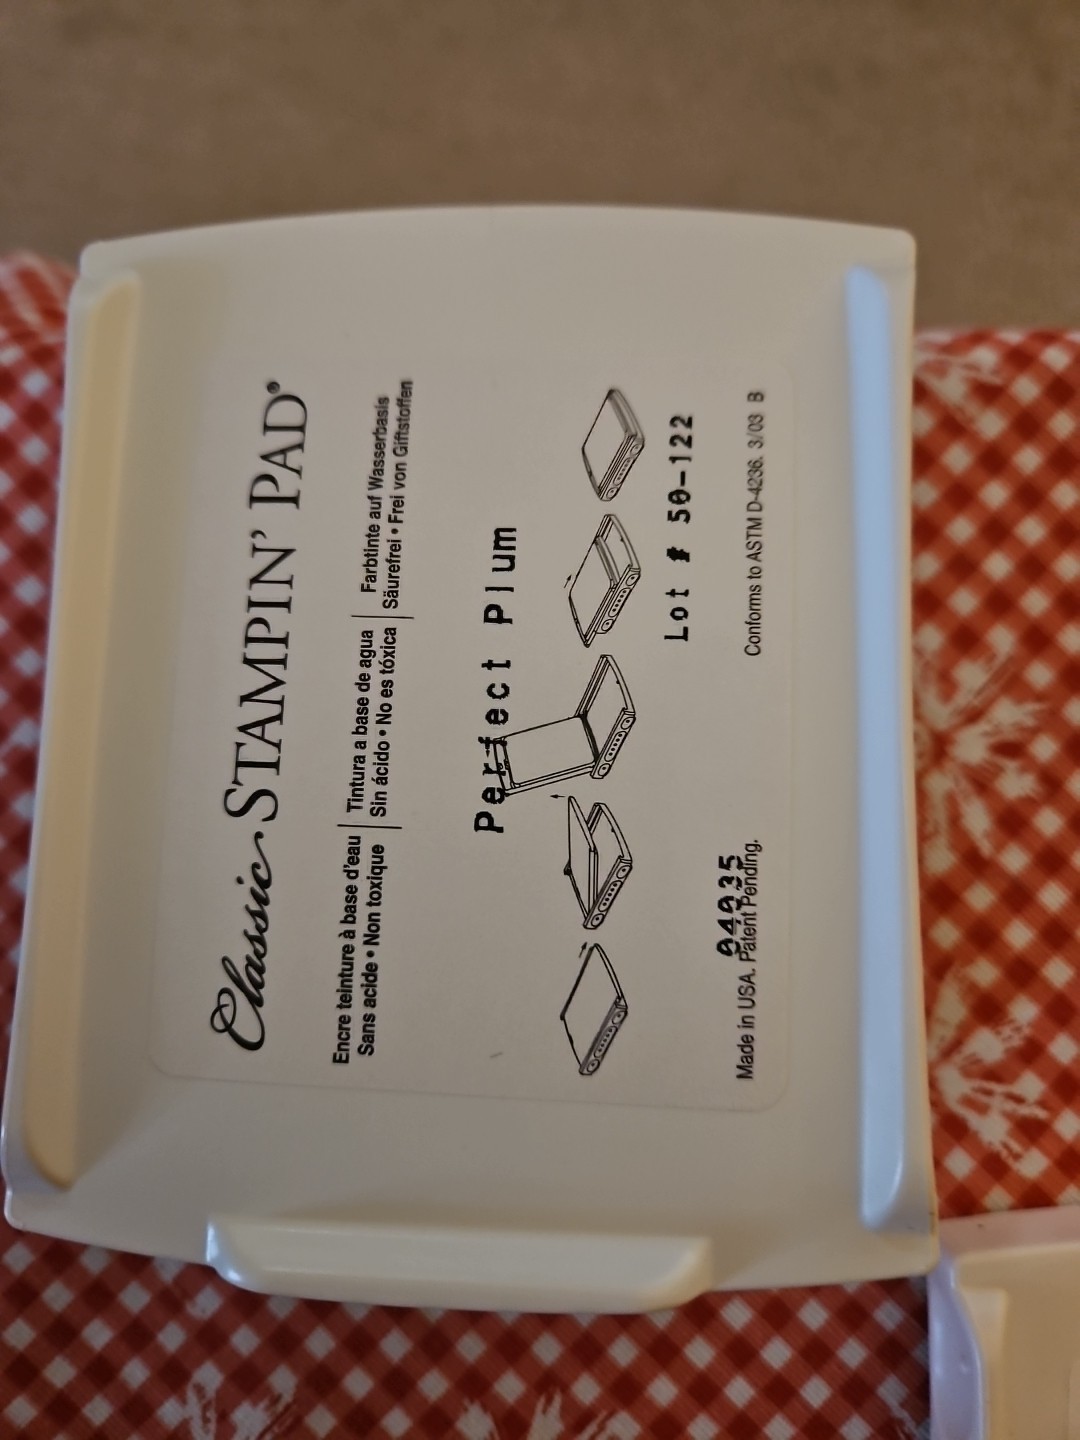 Classic STAMPIN' PAD®
Encre teinture à base d'eau
Sans acide • Non toxique
Tintura a base de agua
Sin ácido • No es tóxica
Farbtinte auf Wasserbasis
Säurefrei • Frei von Giftstoffen
Perfect Plum
Lot # 50-122
94935
Made in USA. Patent Pending.
Conforms to ASTM D-4236. 3/03 B